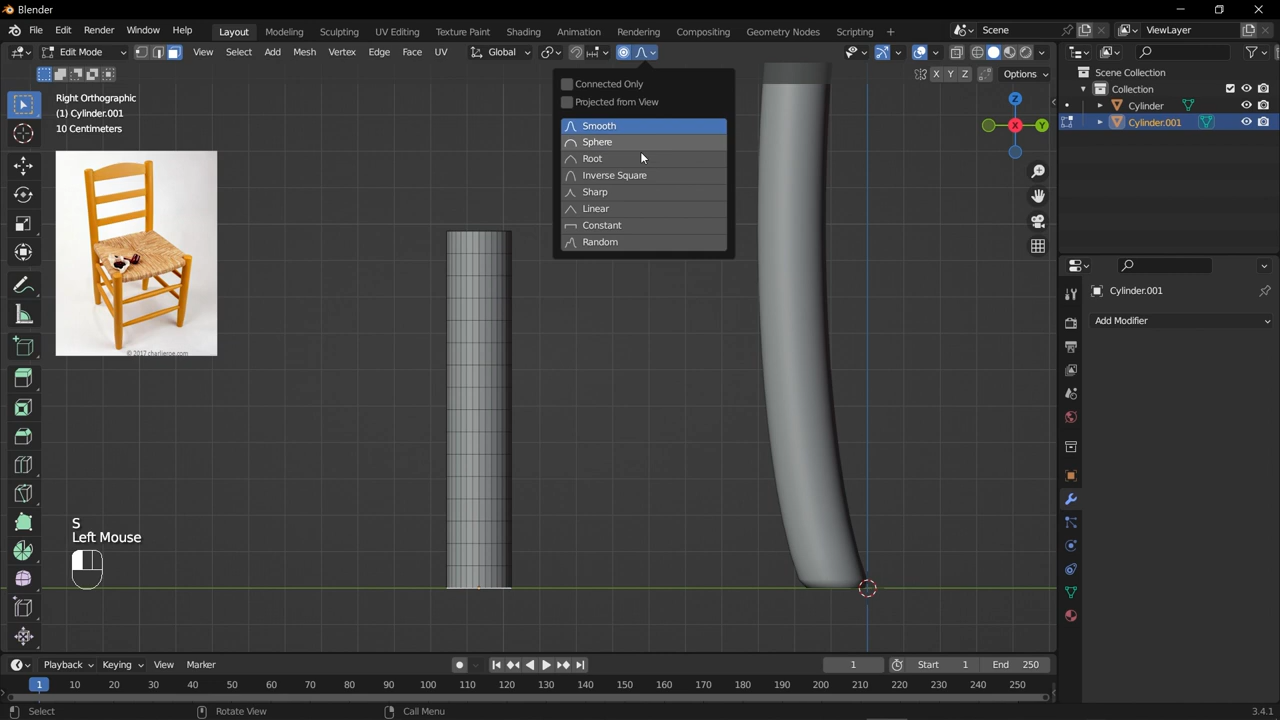 Blender
File Edit Render Window Help Layout Modeling Sculpting UV Editing Texture Paint Shading Animation Rendering Compositing Geometry Nodes Scripting + Scene ViewLayer
Edit Mode View Select Add Mesh Vertex Edge Face UV Global
X Y Z Options
Right Orthographic
(1) Cylinder.001
10 Centimeters
© 2017 charlieroe.com
Connected Only
Projected from View
Smooth
Sphere
Root
Inverse Square
Sharp
Linear
Constant
Random
Z
X
Y
S
Left Mouse
Scene Collection
Collection
Cylinder
Cylinder.001
Cylinder.001
Add Modifier
Playback Keying View Marker 1 Start 1 End 250
1 10 20 30 40 50 60 70 80 90 100 110 120 130 140 150 160 170 180 190 200 210 220 230 240 250
Select Rotate View Call Menu 3.4.1